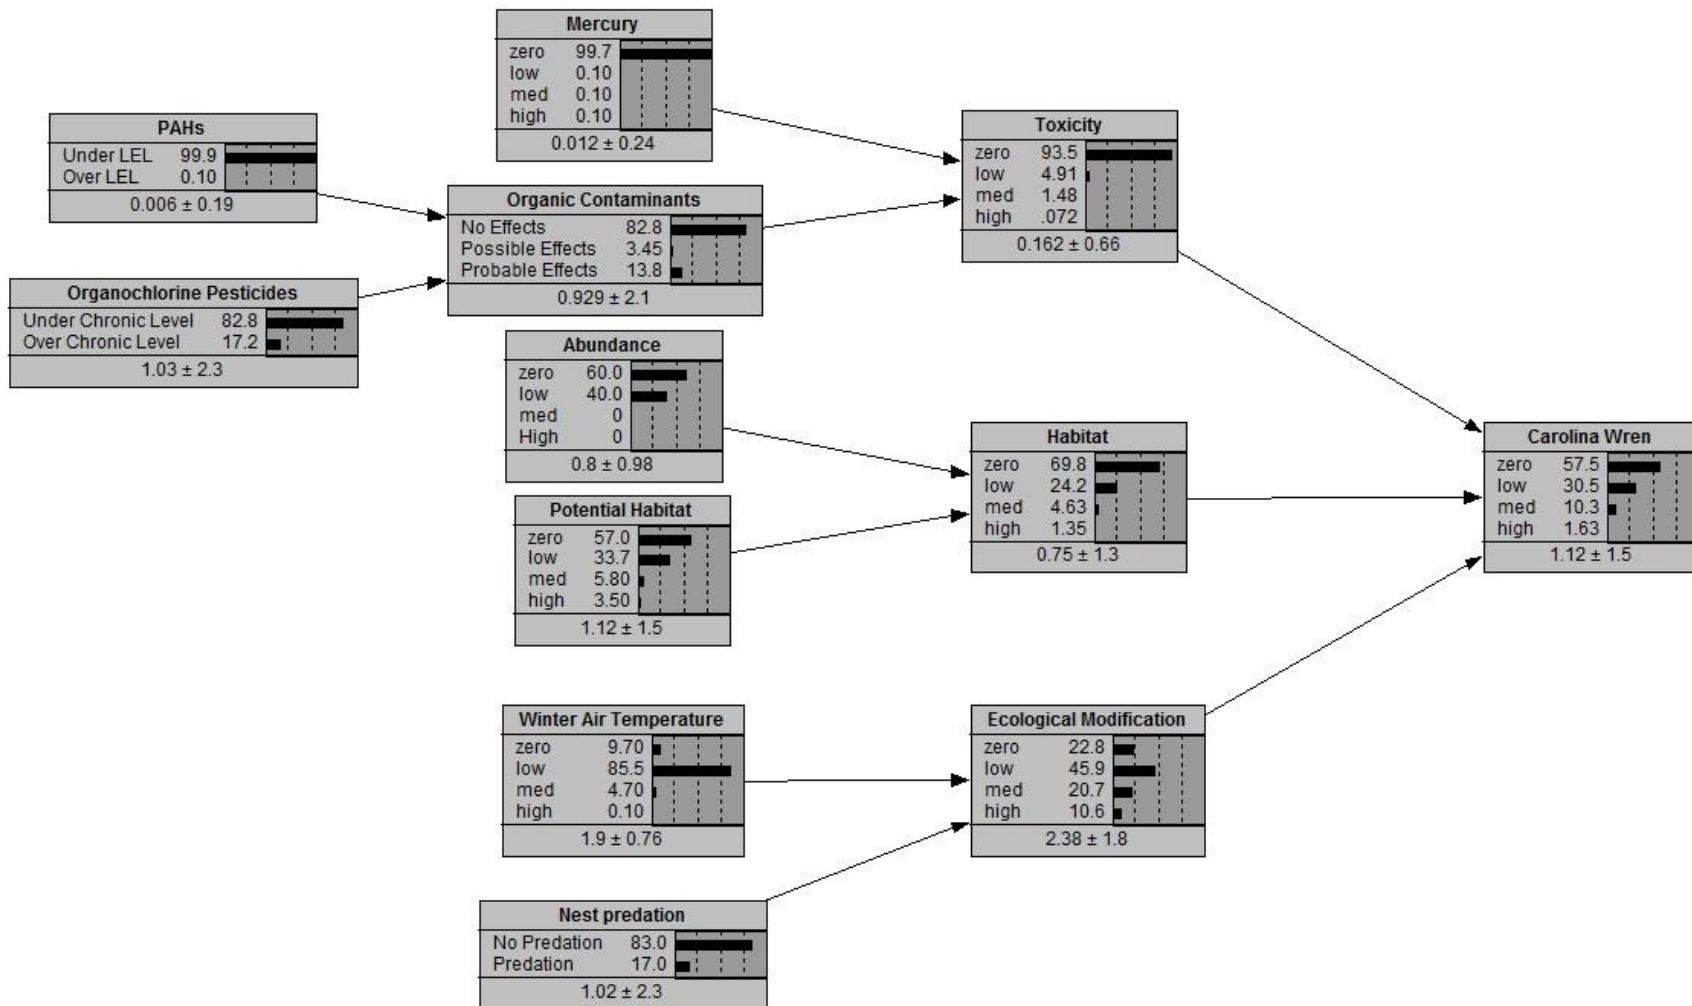 Mercury
zero 99.7
low 0.10
med 0.10
high 0.10
0.012 ± 0.24
PAHs
Under LEL 99.9
Over LEL 0.10
0.006 ± 0.19
Toxicity
zero 93.5
low 4.91
med 1.48
high .072
0.162 ± 0.66
Organic Contaminants
No Effects 82.8
Possible Effects 3.45
Probable Effects 13.8
0.929 ± 2.1
Organochlorine Pesticides
Under Chronic Level 82.8
Over Chronic Level 17.2
1.03 ± 2.3
Abundance
zero 60.0
low 40.0
med 0
High 0
0.8 ± 0.98
Habitat
zero 69.8
low 24.2
med 4.63
high 1.35
0.75 ± 1.3
Carolina Wren
zero 57.5
low 30.5
med 10.3
high 1.63
1.12 ± 1.5
Potential Habitat
zero 57.0
low 33.7
med 5.80
high 3.50
1.12 ± 1.5
Winter Air Temperature
zero 9.70
low 85.5
med 4.70
high 0.10
1.9 ± 0.76
Ecological Modification
zero 22.8
low 45.9
med 20.7
high 10.6
2.38 ± 1.8
Nest predation
No Predation 83.0
Predation 17.0
1.02 ± 2.3